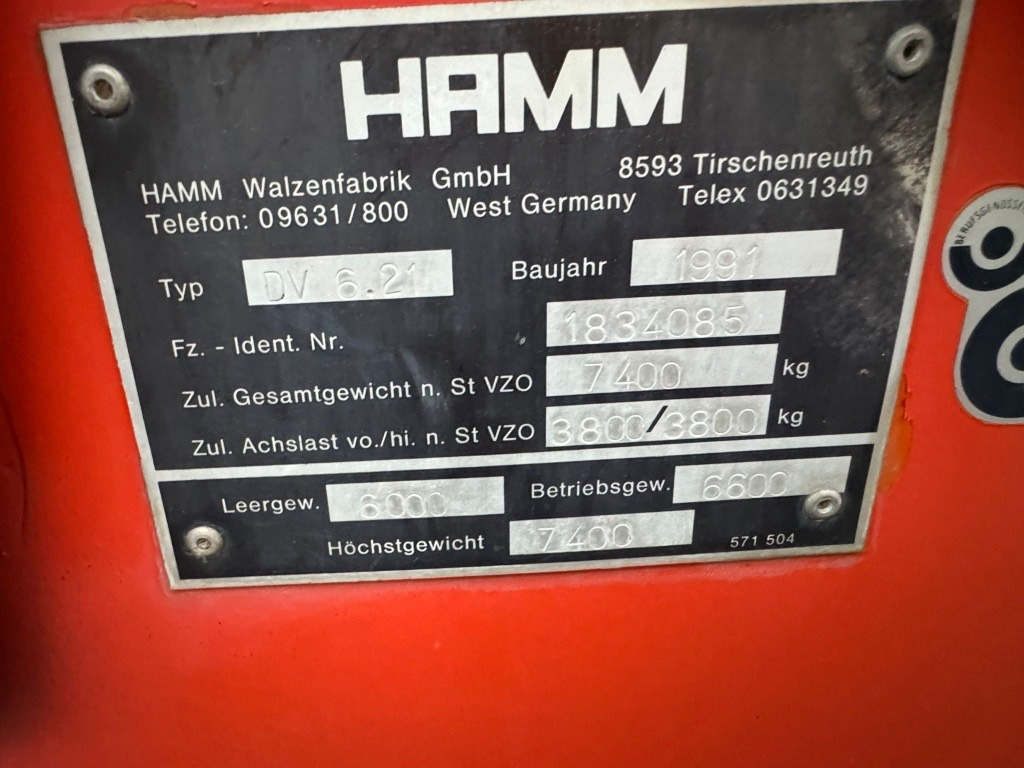 HAMM
HAMM Walzenfabrik GmbH 8593 Tirschenreuth
Telefon: 09631/800 West Germany Telex 0631349
Typ DV 6.21 Baujahr 1991
Fz. - Ident. Nr. 1834085
Zul. Gesamtgewicht n. St VZO 7400 kg
Zul. Achslast vo./hi. n. St VZO 3800/3800 kg
Leergew. 6000 Betriebsgew. 6600
Höchstgewicht 7400 571 504